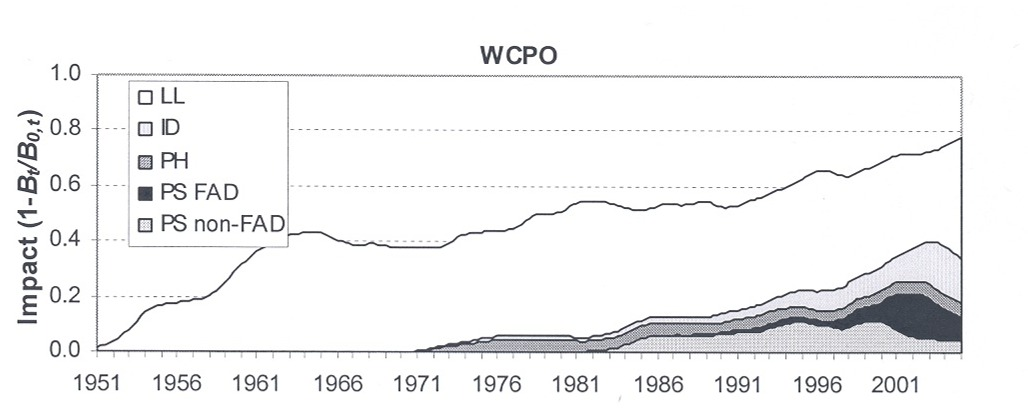 WCPO
Impact (1-Bt/B0,t)
1.0
0.8
0.6
0.4
0.2
0.0
LL
ID
PH
PS FAD
PS non-FAD
1951 1956 1961 1966 1971 1976 1981 1986 1991 1996 2001